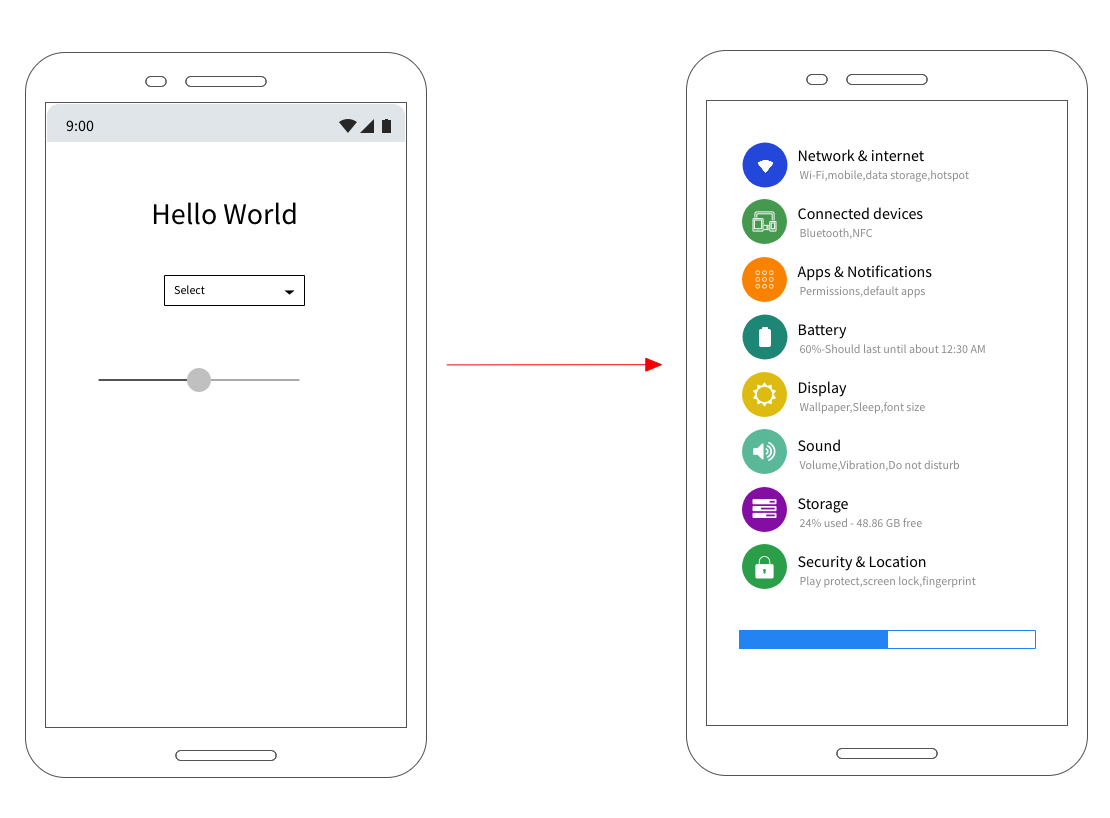 9:00
Hello World
Select
Network & internet
Wi-Fi,mobile,data storage,hotspot
Connected devices
Bluetooth,NFC
Apps & Notifications
Permissions,default apps
Battery
60%-Should last until about 12:30 AM
Display
Wallpaper,Sleep,font size
Sound
Volume,Vibration,Do not disturb
Storage
24% used - 48.86 GB free
Security & Location
Play protect,screen lock,fingerprint